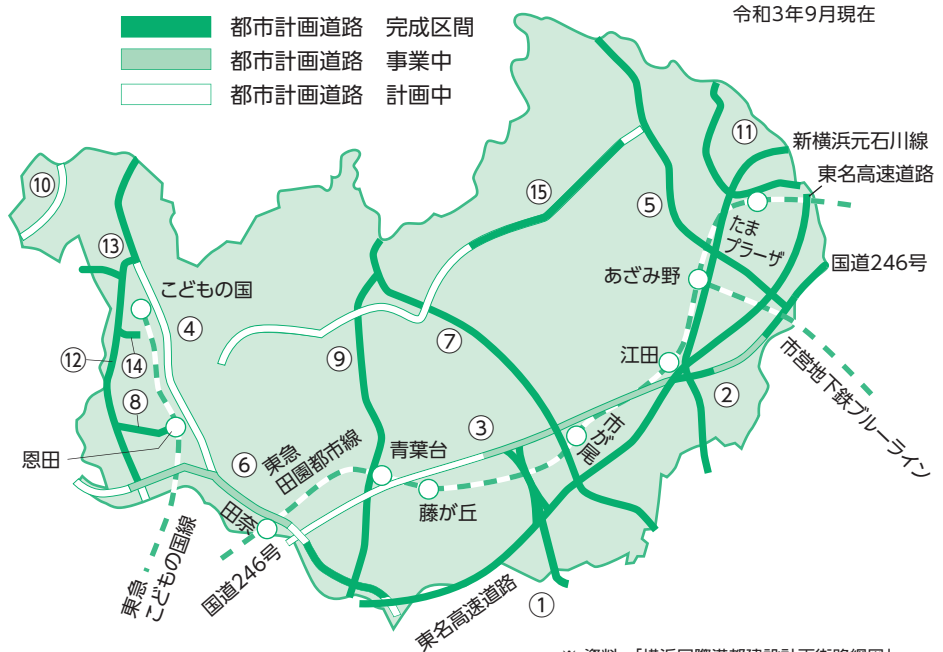 令和3年9月現在
都市計画道路 完成区間
都市計画道路 事業中
都市計画道路 計画中
⑪
新横浜元石川線
東名高速道路
⑩
⑮
⑤
たま
プラーザ
⑬
国道246号
こどもの国
あざみ野
④
⑨
⑦
江田
⑫
⑭
市営地下鉄ブルーライン
②
⑧
③
市が尾
恩田
⑥
東急
田園都市線
青葉台
藤が丘
田奈
国道246号
東急
こどもの国線
東名高速道路
①